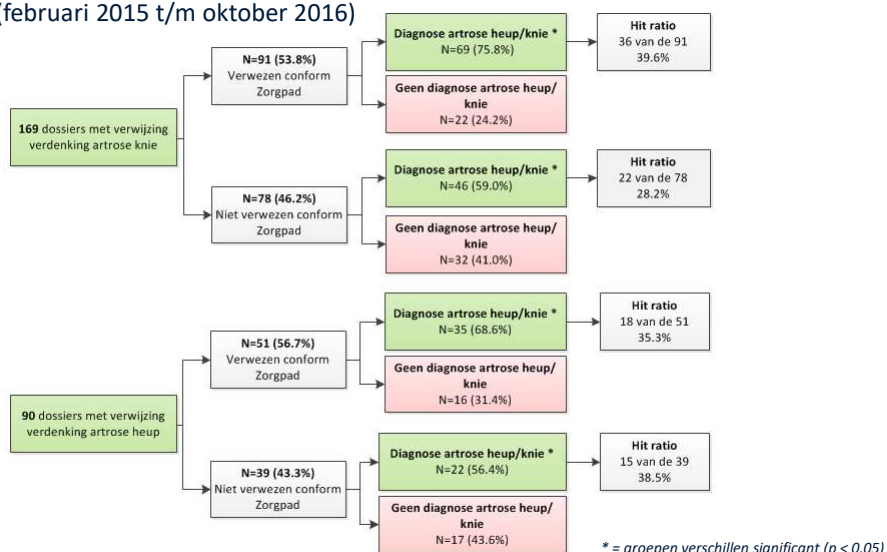 (februari 2015 t/m oktober 2016)
169 dossiers met verwijzing
verdenking artrose knie
N=91 (53.8%)
Verwezen conform
Zorgpad
Diagnose artrose heup/knie *
N=69 (75.8%)
Hit ratio
36 van de 91
39.6%
Geen diagnose artrose heup/
knie
N=22 (24.2%)
N=78 (46.2%)
Niet verwezen conform
Zorgpad
Diagnose artrose heup/knie *
N=46 (59.0%)
Hit ratio
22 van de 78
28.2%
Geen diagnose artrose heup/
knie
N=32 (41.0%)
90 dossiers met verwijzing
verdenking artrose heup
N=51 (56.7%)
Verwezen conform
Zorgpad
Diagnose artrose heup/knie *
N=35 (68.6%)
Hit ratio
18 van de 51
35.3%
Geen diagnose artrose heup/
knie
N=16 (31.4%)
N=39 (43.3%)
Niet verwezen conform
Zorgpad
Diagnose artrose heup/knie *
N=22 (56.4%)
Hit ratio
15 van de 39
38.5%
Geen diagnose artrose heup/
knie
N=17 (43.6%)
* = groepen verschillen significant (p < 0.05)